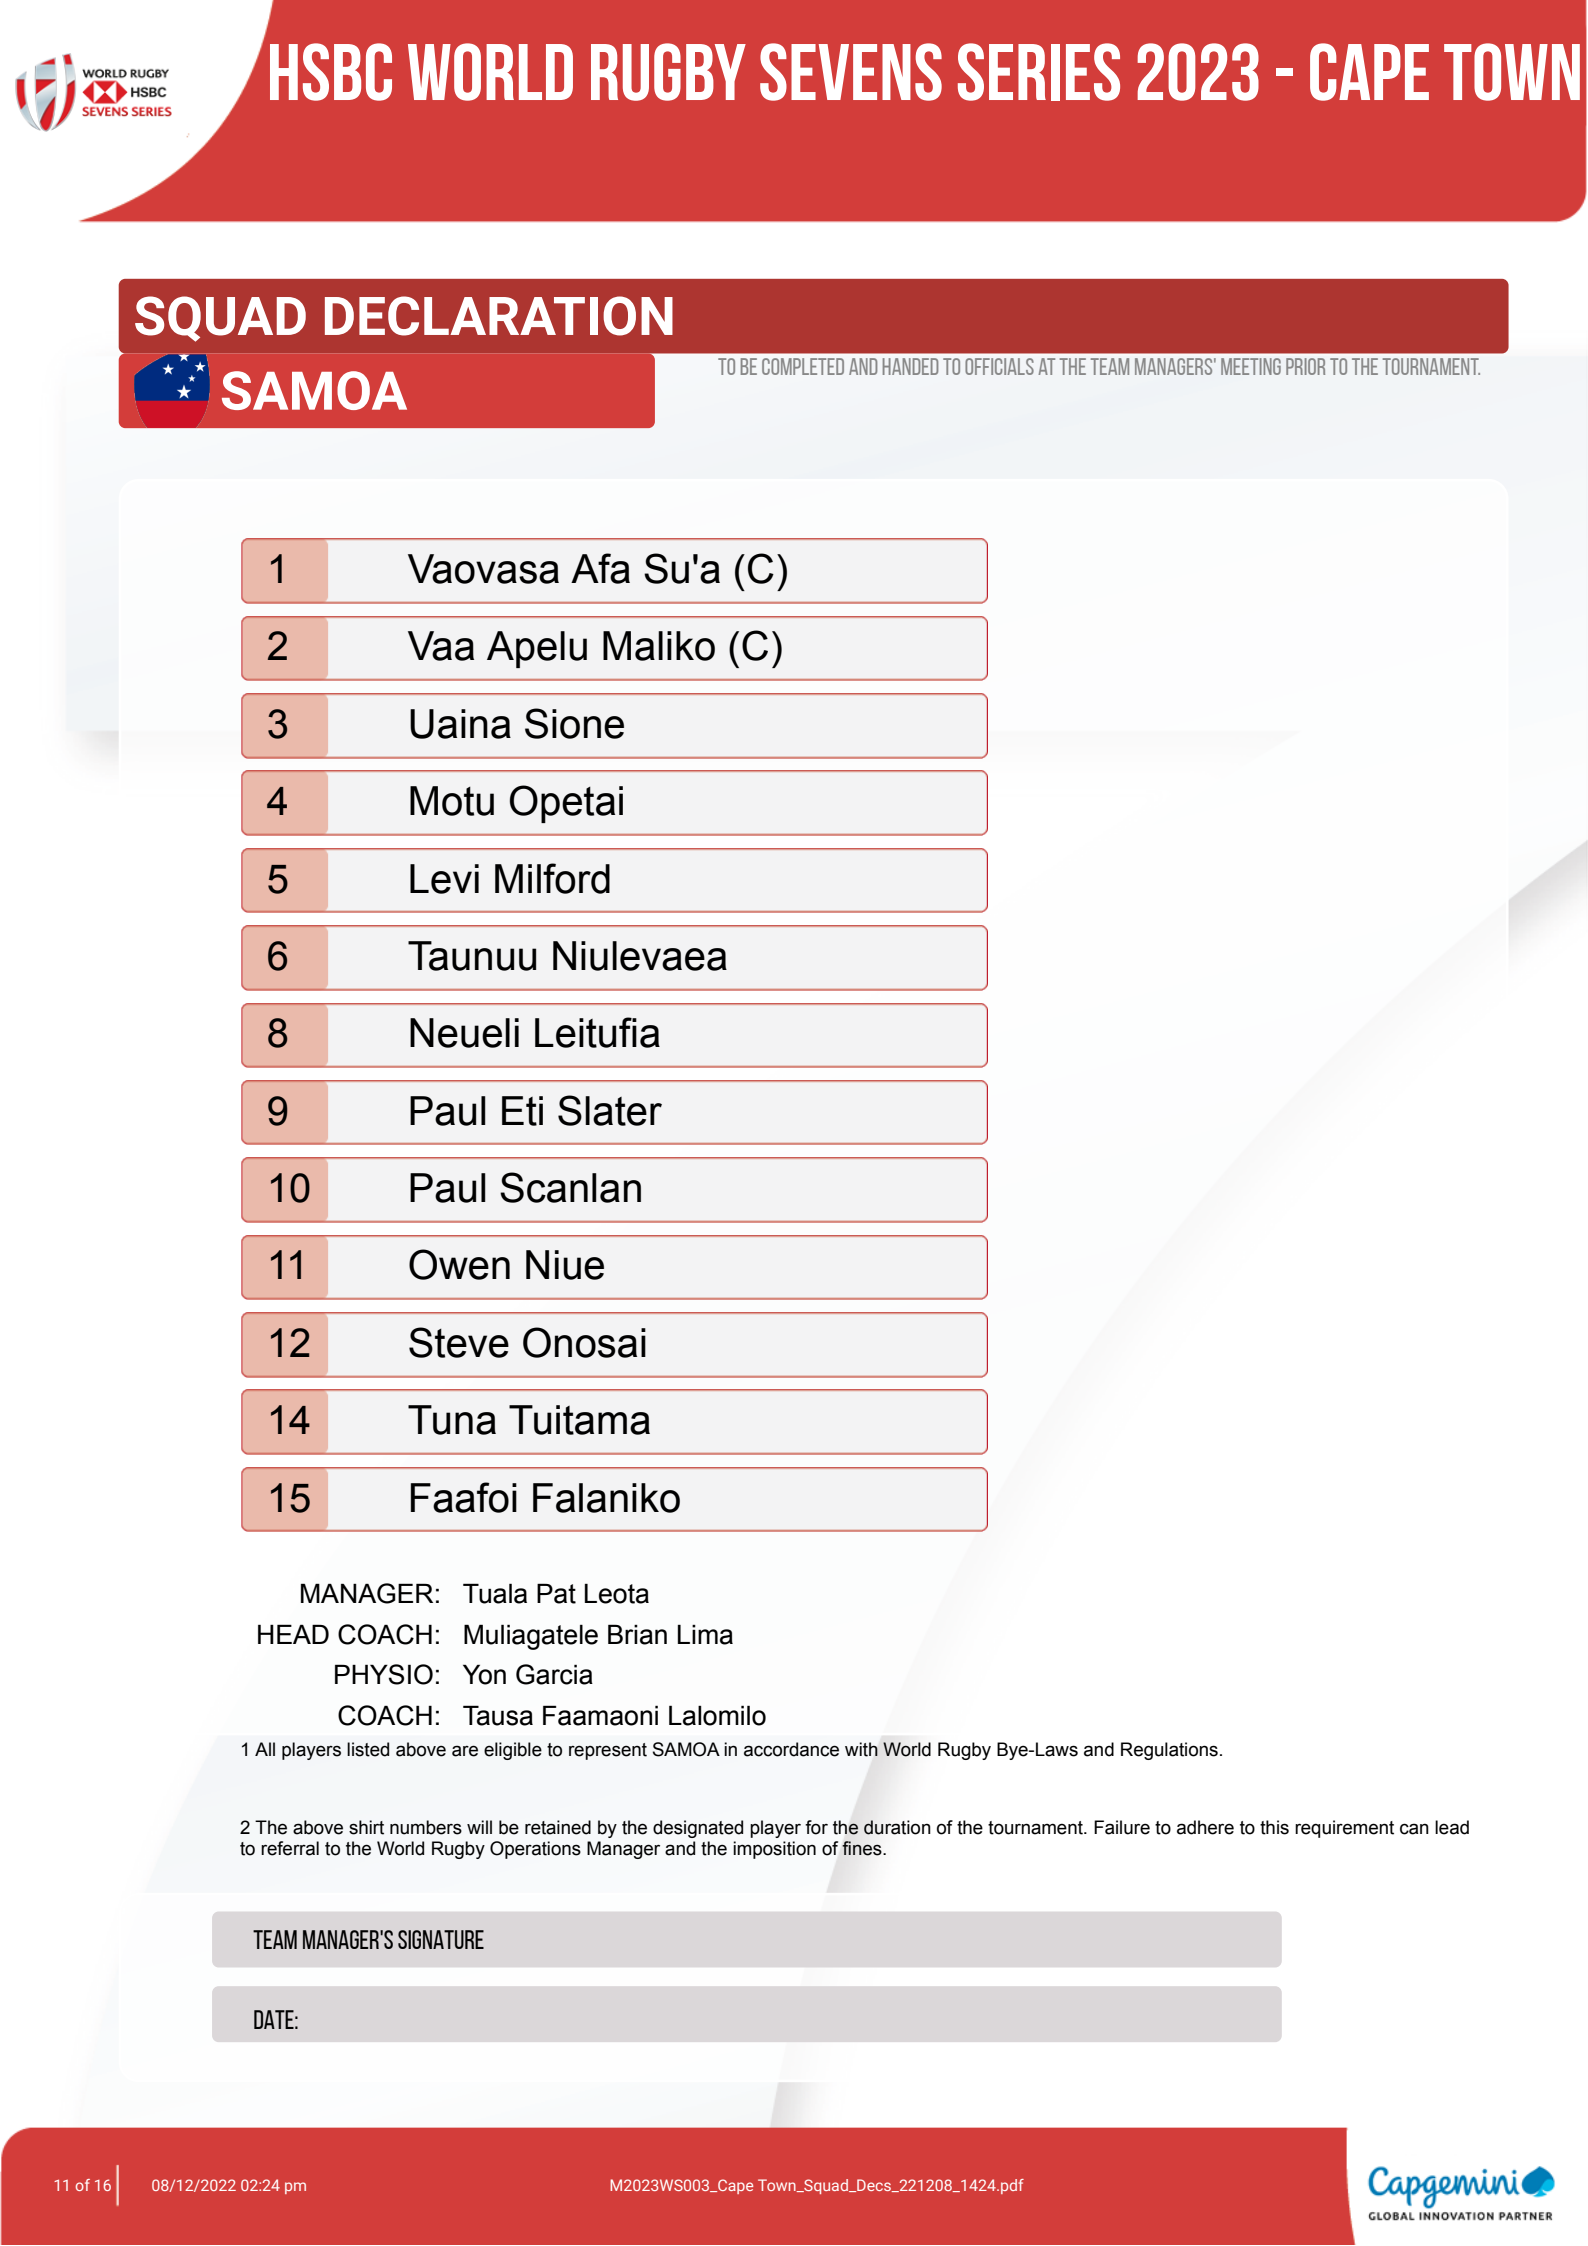 WORLD RUGBY
HSBC
SEVENS SERIES
HSBC WORLD RUGBY SEVENS SERIES 2023 - CAPE TOWN
SQUAD DECLARATION
SAMOA
TO BE COMPLETED AND HANDED TO OFFICIALS AT THE TEAM MANAGERS' MEETING PRIOR TO THE TOURNAMENT.
1 Vaovasa Afa Su'a (C)
2 Vaa Apelu Maliko (C)
3 Uaina Sione
4 Motu Opetai
5 Levi Milford
6 Taunuu Niulevaea
8 Neueli Leitufia
9 Paul Eti Slater
10 Paul Scanlan
11 Owen Niue
12 Steve Onosai
14 Tuna Tuitama
15 Faafoi Falaniko
MANAGER: Tuala Pat Leota
HEAD COACH: Muliagatele Brian Lima
PHYSIO: Yon Garcia
COACH: Tausa Faamaoni Lalomilo
1 All players listed above are eligible to represent SAMOA in accordance with World Rugby Bye-Laws and Regulations.
2 The above shirt numbers will be retained by the designated player for the duration of the tournament. Failure to adhere to this requirement can lead
to referral to the World Rugby Operations Manager and the imposition of fines.
TEAM MANAGER'S SIGNATURE
DATE:
11 of 16 08/12/2022 02:24 pm M2023WS003_Cape Town_Squad_Decs_221208_1424.pdf
Capgemini
GLOBAL INNOVATION PARTNER